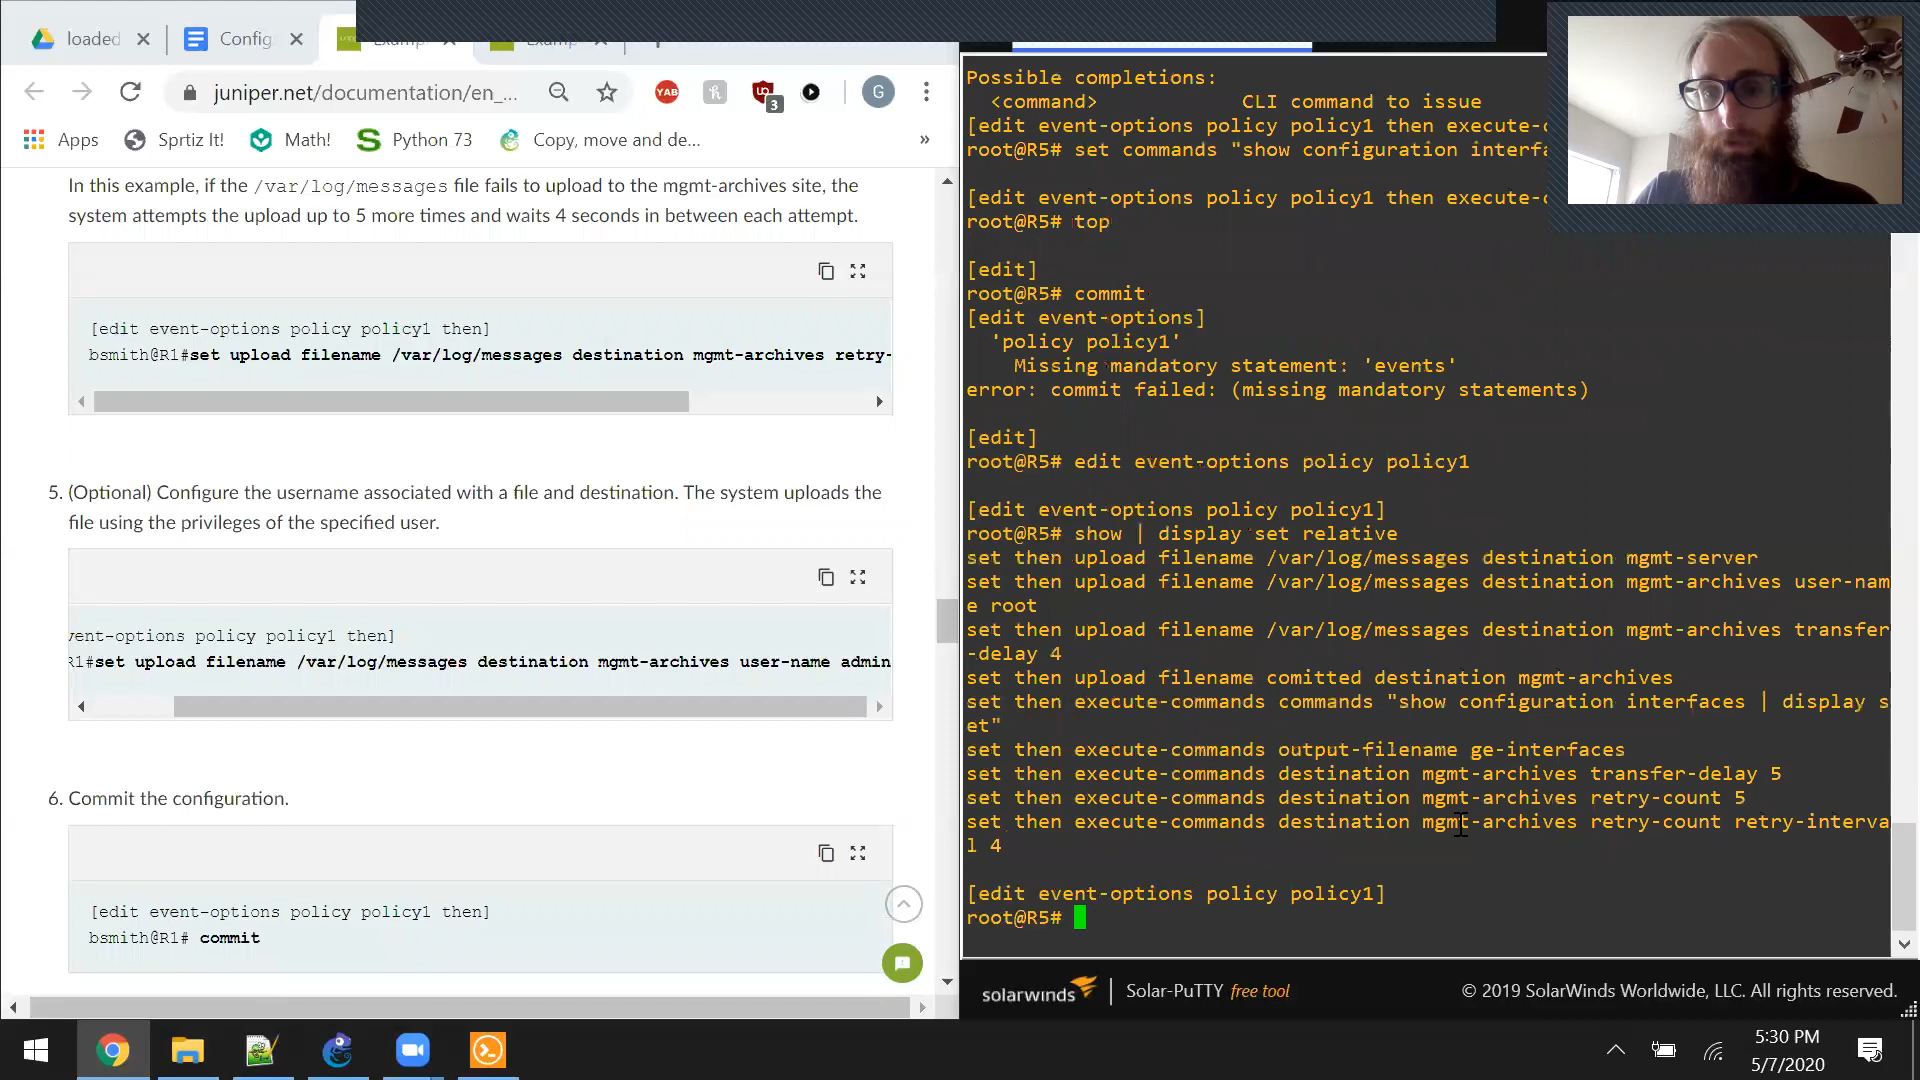 loaded
Config
juniper.net/documentation/en_...
3
G
Apps
Sprtiz It!
Math!
Python 73
Copy, move and de...
»
In this example, if the /var/log/messages file fails to upload to the mgmt-archives site, the
system attempts the upload up to 5 more times and waits 4 seconds in between each attempt.
[edit event-options policy policy1 then]
bsmith@R1#set upload filename /var/log/messages destination mgmt-archives retry-
5. (Optional) Configure the username associated with a file and destination. The system uploads the
file using the privileges of the specified user.
vent-options policy policy1 then]
R1#set upload filename /var/log/messages destination mgmt-archives user-name admin
6. Commit the configuration.
[edit event-options policy policy1 then]
bsmith@R1# commit
Possible completions:
<command> CLI command to issue
[edit event-options policy policy1 then execute-
root@R5# set commands "show configuration interfa
[edit event-options policy policy1 then execute-
root@R5# top
[edit]
root@R5# commit
[edit event-options]
'policy policy1'
Missing mandatory statement: 'events'
error: commit failed: (missing mandatory statements)
[edit]
root@R5# edit event-options policy policy1
[edit event-options policy policy1]
root@R5# show | display set relative
set then upload filename /var/log/messages destination mgmt-server
set then upload filename /var/log/messages destination mgmt-archives user-nam
e root
set then upload filename /var/log/messages destination mgmt-archives transfer
-delay 4
set then upload filename comitted destination mgmt-archives
set then execute-commands commands "show configuration interfaces | display s
et"
set then execute-commands output-filename ge-interfaces
set then execute-commands destination mgmt-archives transfer-delay 5
set then execute-commands destination mgmt-archives retry-count 5
set then execute-commands destination mgmt-archives retry-count retry-interva
l 4
[edit event-options policy policy1]
root@R5#
solarwinds | Solar-PuTTY free tool
© 2019 SolarWinds Worldwide, LLC. All rights reserved.
5:30 PM
5/7/2020